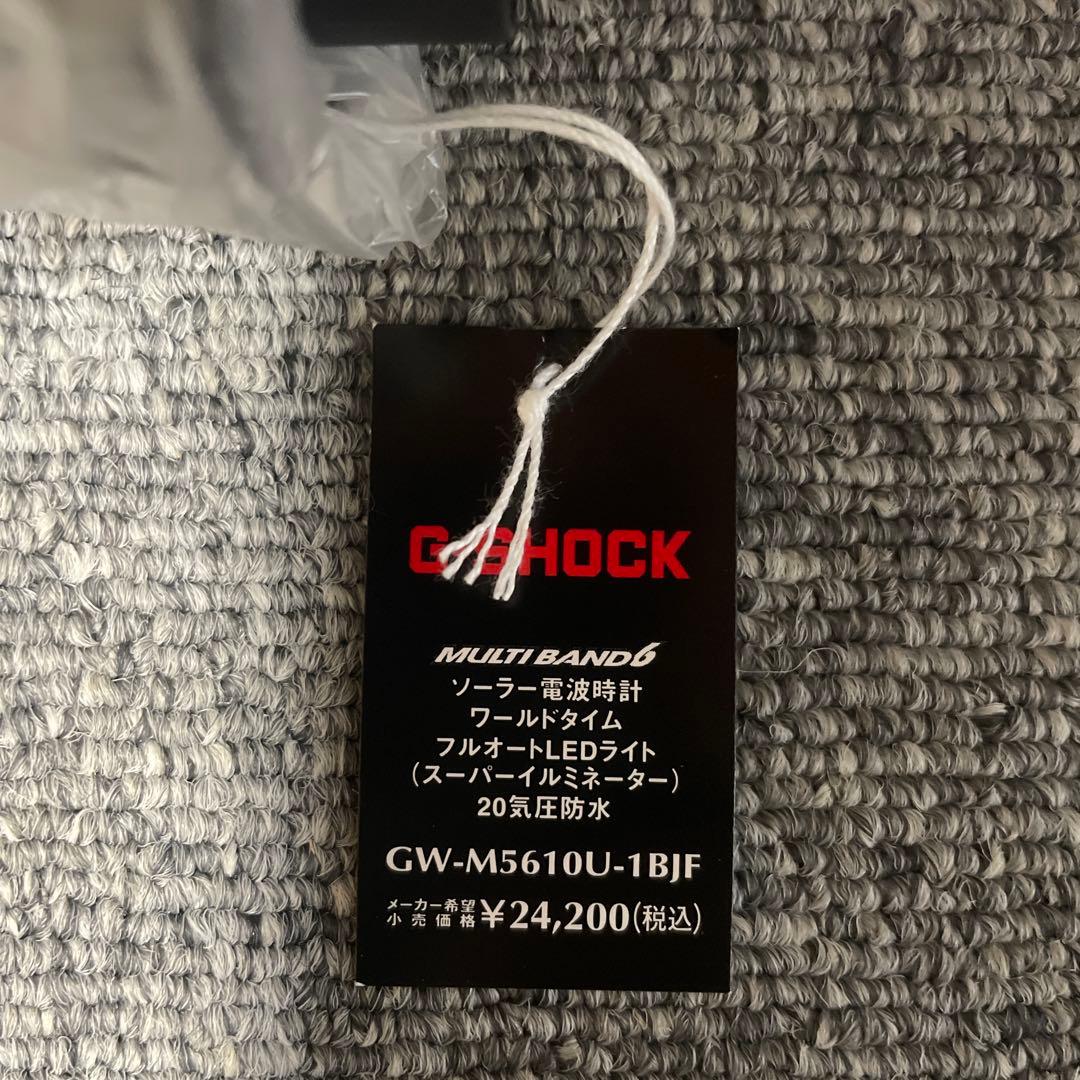 G-SHOCK
MULTI BAND 6
ソーラー電波時計
ワールドタイム
フルオートLEDライト
(スーパーイルミネーター)
20気圧防水
GW-M5610U-1BJF
メーカー希望小売価格 ¥24,200(税込)